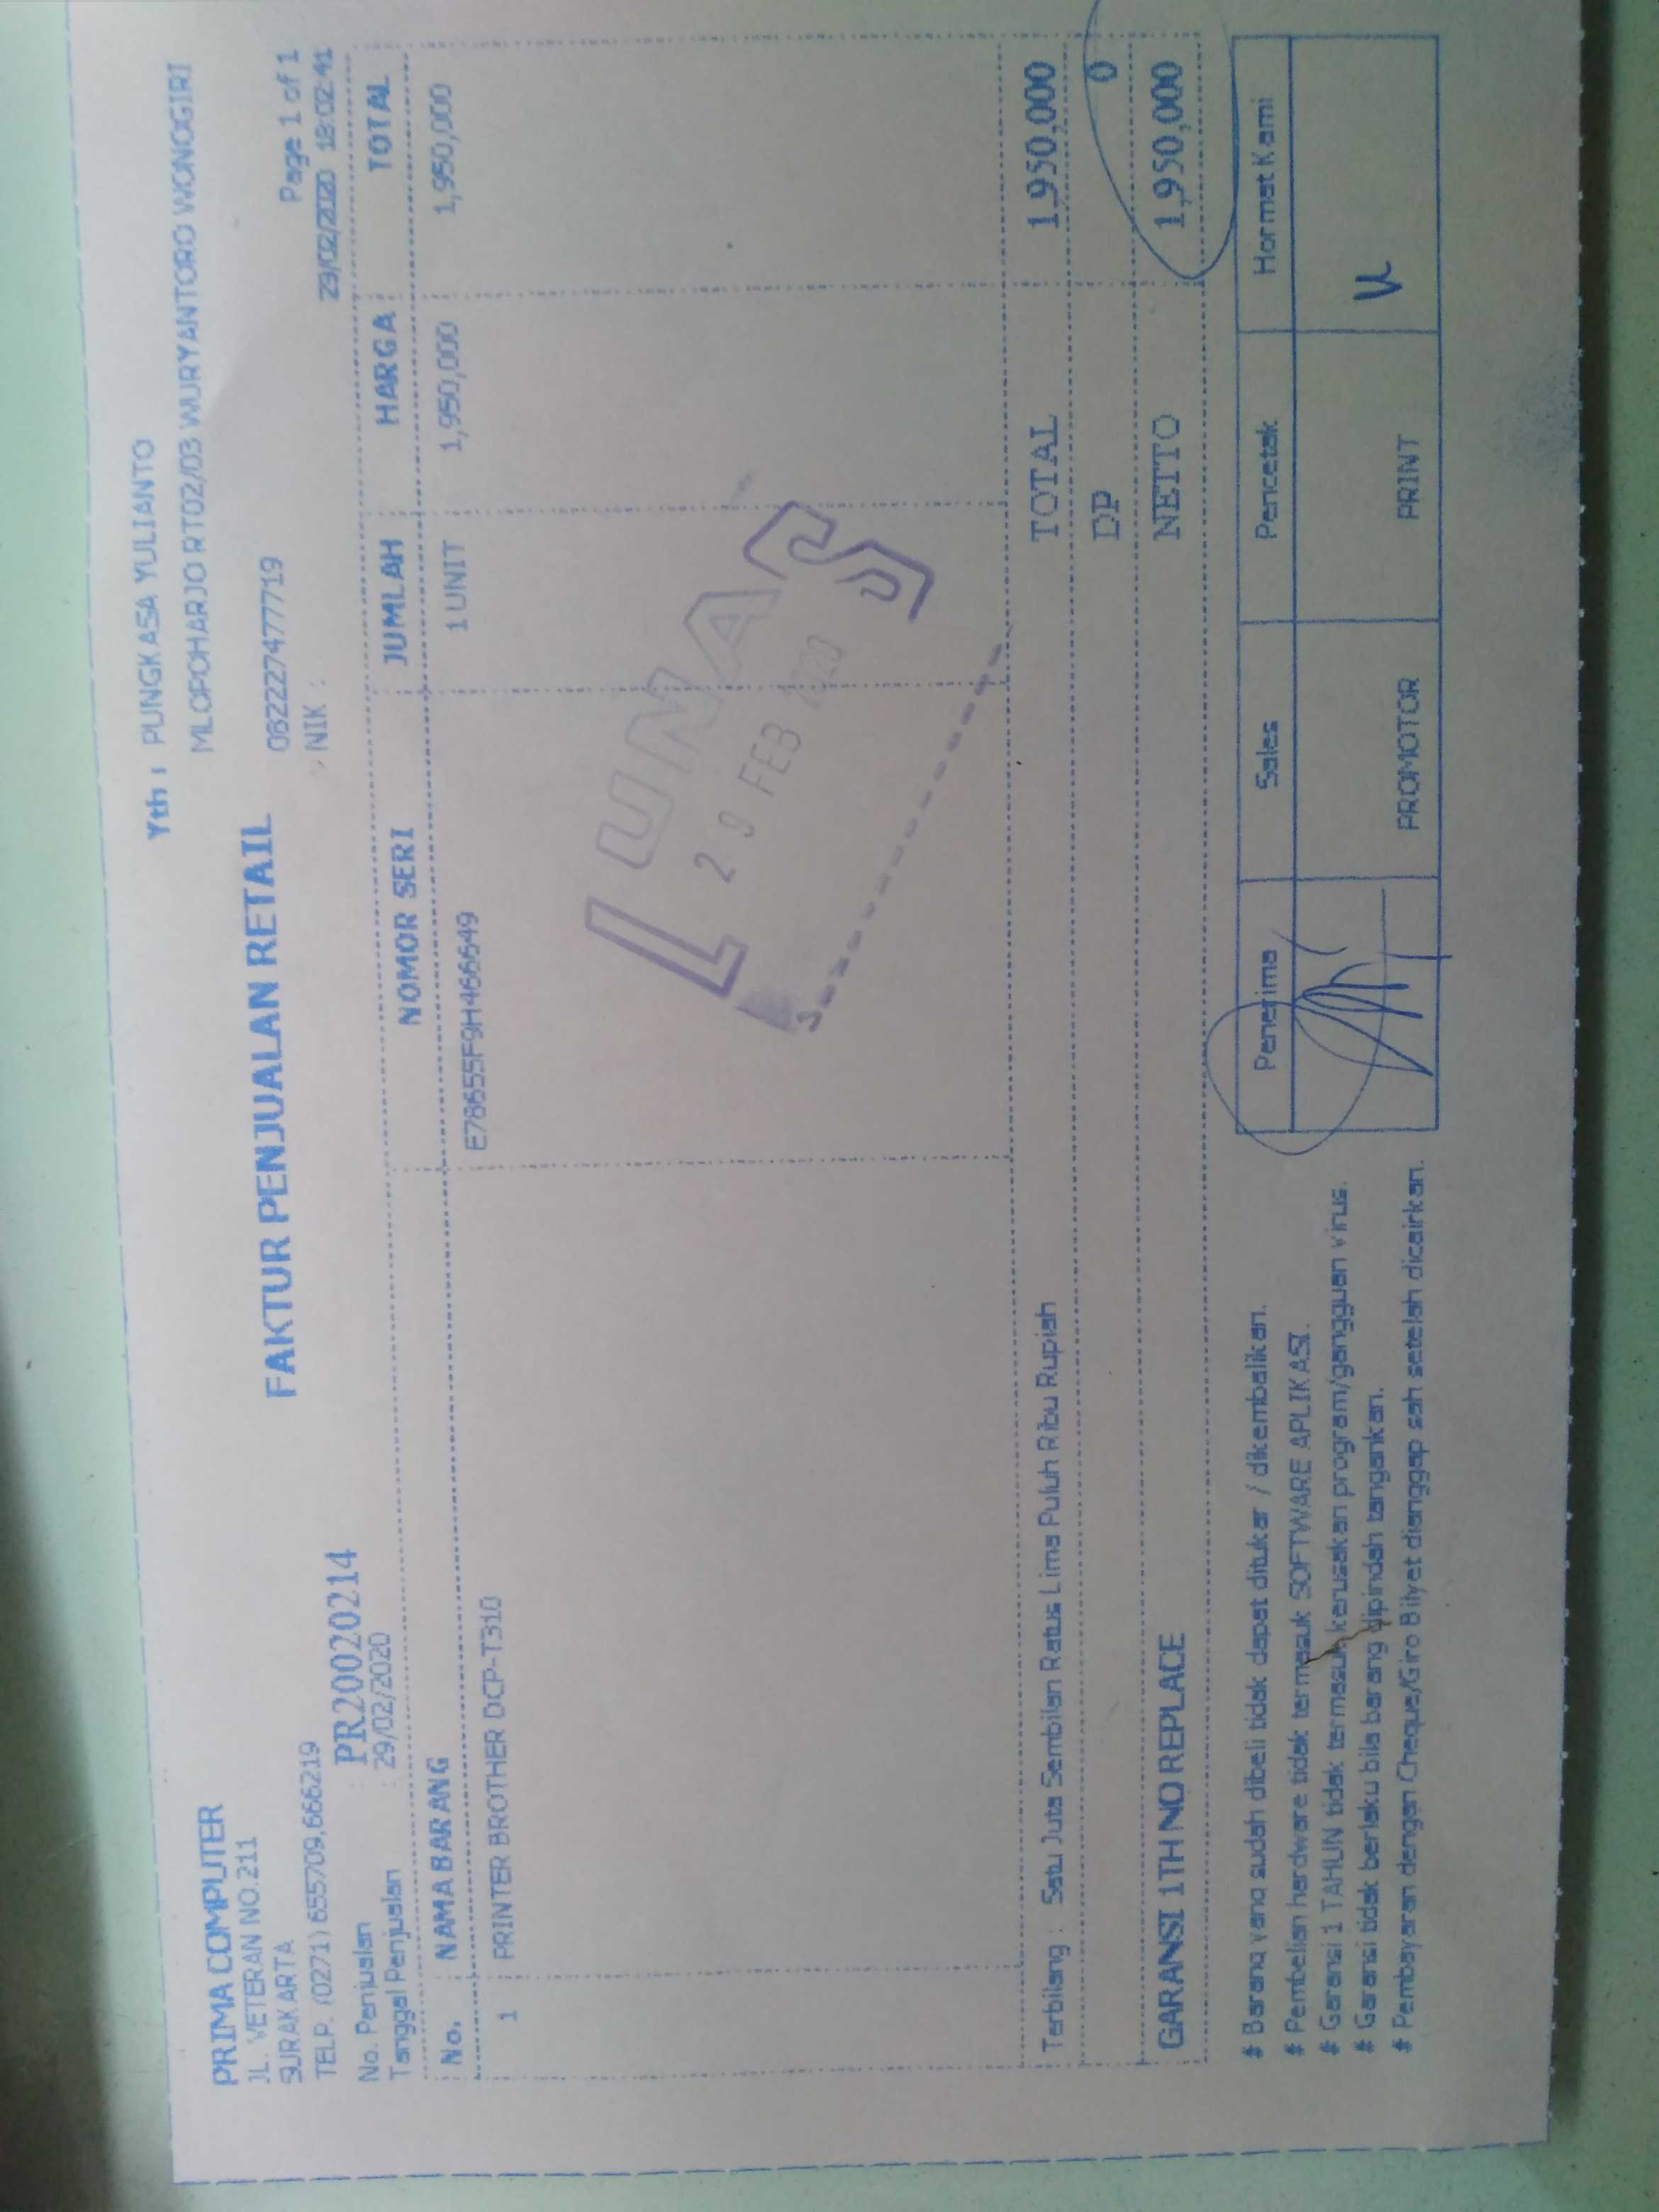 PRIMA COMPUTER
JL. VETERAN NO.211
SURAKARTA
TELP. (0271) 655709,666219
Yth : PUNGKASA YULIANTO
MLOPOHARJO RT02/03 WURYANTORO WONOGIRI
082227477719
NIK :
FAKTUR PENJUALAN RETAIL
Page 1 of 1
29/02/2020 18:02:41
No. Penjualan : PR20020214
Tanggal Penjualan : 29/02/2020
No. NAMA BARANG NOMOR SERI JUMLAH HARGA TOTAL
1 PRINTER BROTHER DCP-T310 E78655F9H466649 1 UNIT 1,950,000 1,950,000
LUNAS
29 FEB 2020
Terbilang : Satu Juta Sembilan Ratus Lima Puluh Ribu Rupiah TOTAL 1,950,000
DP 0
GARANSI 1TH NO REPLACE NETTO 1,950,000
# Barang yang sudah dibeli tidak dapat ditukar / dikembalikan.
# Pembelian hardware tidak termasuk SOFTWARE APLIKASI.
# Garansi 1 TAHUN tidak termasuk kerusakan program/gangguan virus.
# Garansi tidak berlaku bila barang dipindah tangankan.
# Pembayaran dengan Cheque/Giro Bilyet dianggap sah setelah dicairkan.
Penerima Sales Pencetak Hormat Kami
PROMOTOR PRINT